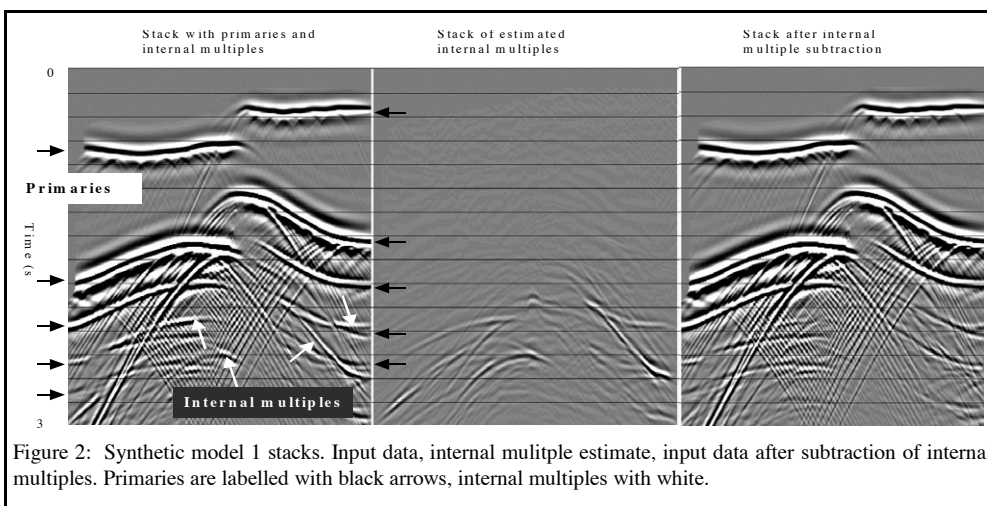 Stack with primaries and
internal multiples
Stack of estimated
internal multiples
Stack after internal
multiple subtraction
0
Primaries
Time (s
Internal multiples
3
Figure 2: Synthetic model 1 stacks. Input data, internal mulitple estimate, input data after subtraction of interna
multiples. Primaries are labelled with black arrows, internal multiples with white.